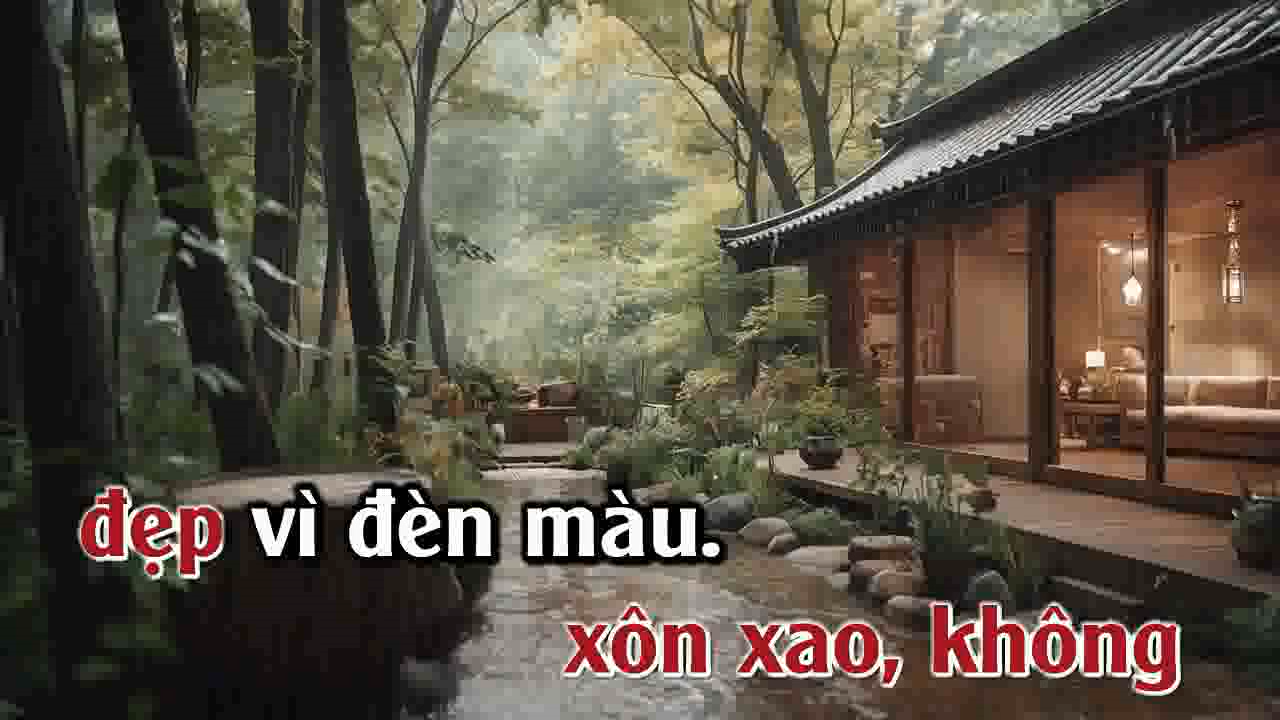 đẹp vì đèn màu.
xôn xao, không